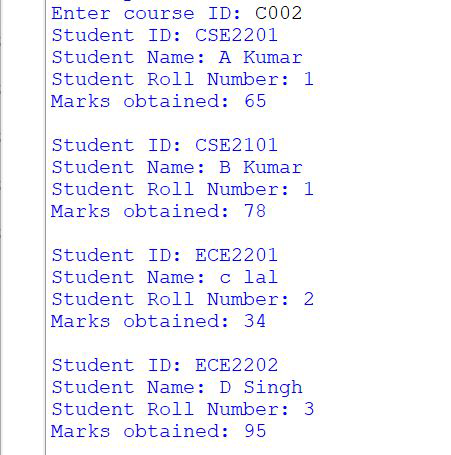 Enter course ID: C002
Student ID: CSE2201
Student Name: A Kumar
Student Roll Number: 1
Marks obtained: 65
Student ID: CSE2101
Student Name: B Kumar
Student Roll Number: 1
Marks obtained: 78
Student ID: ECE2201
Student Name: c lal
Student Roll Number: 2
Marks obtained: 34
Student ID: ECE2202
Student Name: D Singh
Student Roll Number: 3
Marks obtained: 95